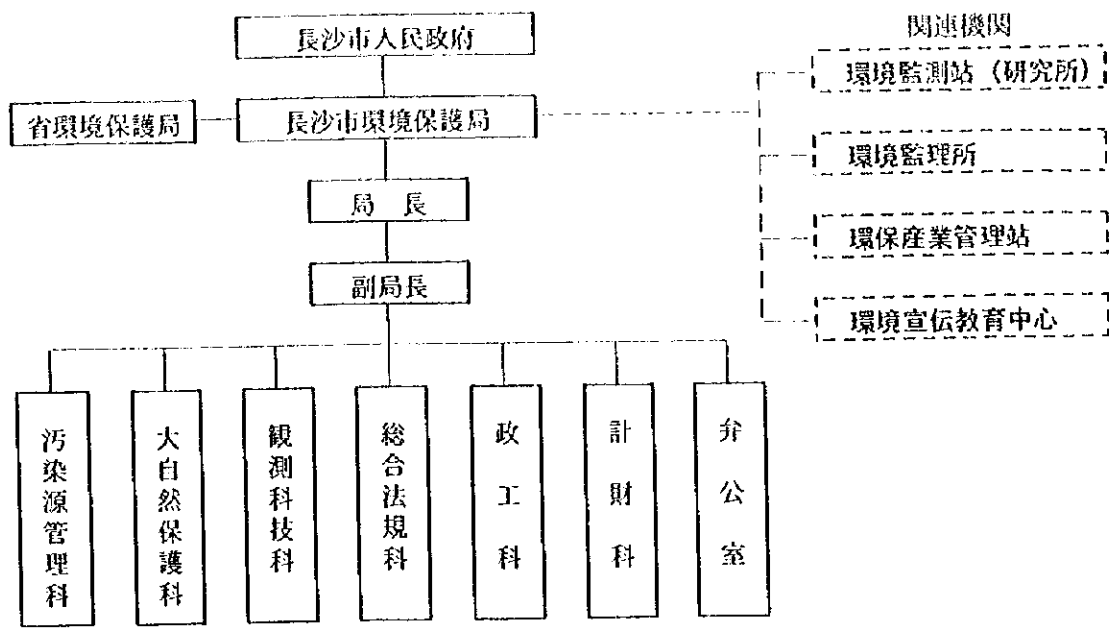 長沙市人民政府
関連機関
環境監測站（研究所）
省環境保護局
長沙市環境保護局
環境監理所
局　長
環保産業管理站
副局長
環境宣伝教育中心
汚染源管理科
大自然保護科
観測科技科
総合法規科
政工科
計財科
弁公室